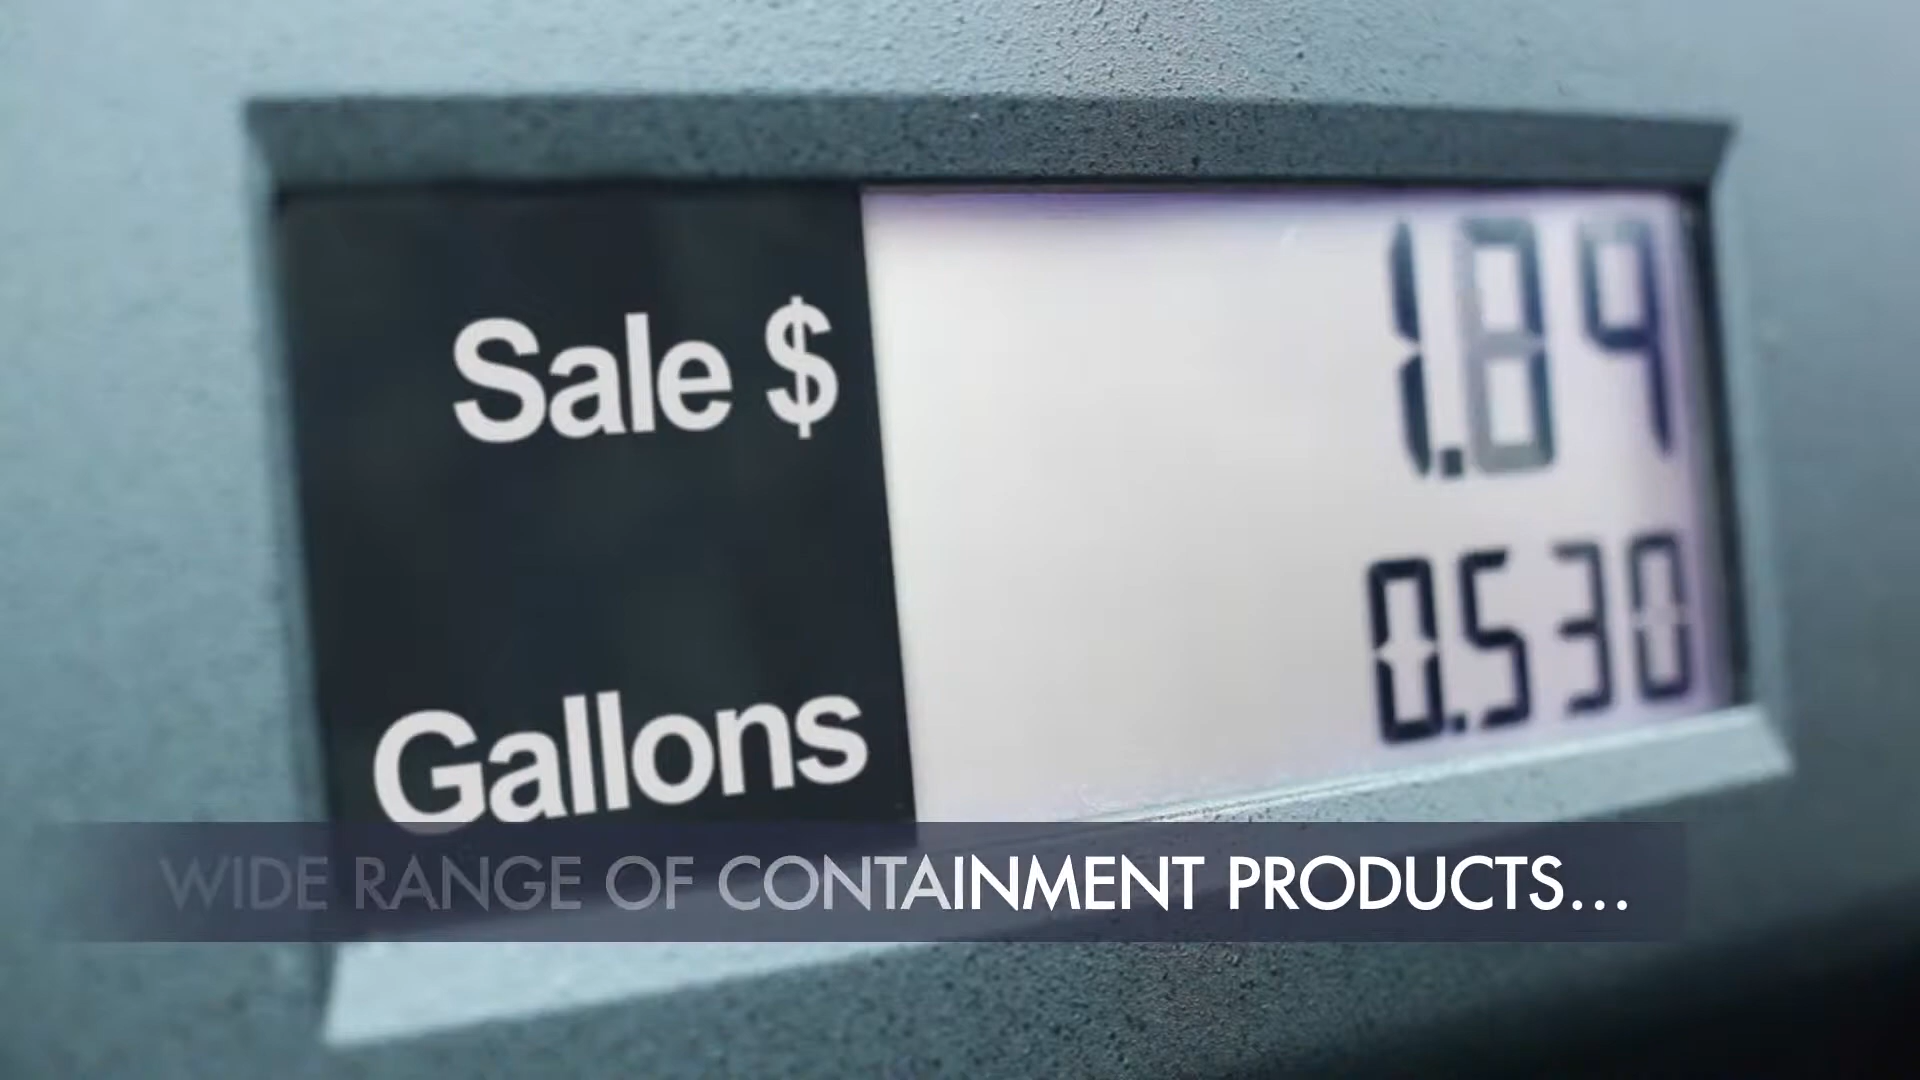 Sale $ 1.84
Gallons 0.530
WIDE RANGE OF CONTAINMENT PRODUCTS...